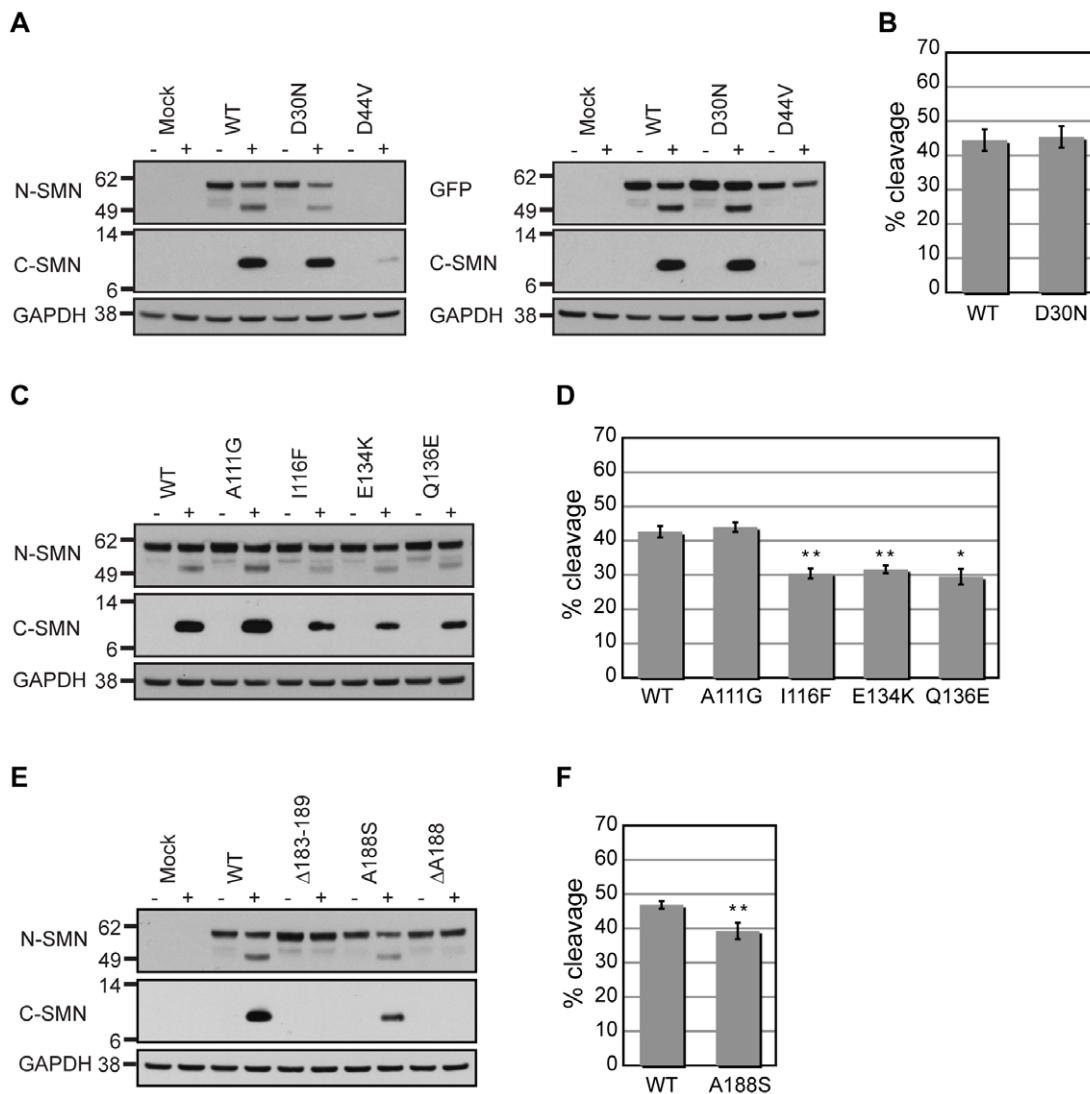 A
Mock WT D30N D44V
- + - + - + - +
N-SMN 62
49
C-SMN 14
6
GAPDH 38
Mock WT D30N D44V
- + - + - + - +
GFP 62
49
C-SMN 14
6
GAPDH 38
B
% cleavage
70
60
50
40
30
20
10
0
WT D30N
C
WT A111G I116F E134K Q136E
- + - + - + - + - +
N-SMN 62
49
C-SMN 14
6
GAPDH 38
D
% cleavage
70
60
50
40
30
20
10
0
** ** *
WT A111G I116F E134K Q136E
E
Mock WT Δ183-189 A188S ΔA188
- + - + - + - + - +
N-SMN 62
49
C-SMN 14
6
GAPDH 38
F
% cleavage
70
60
50
40
30
20
10
0
**
WT A188S